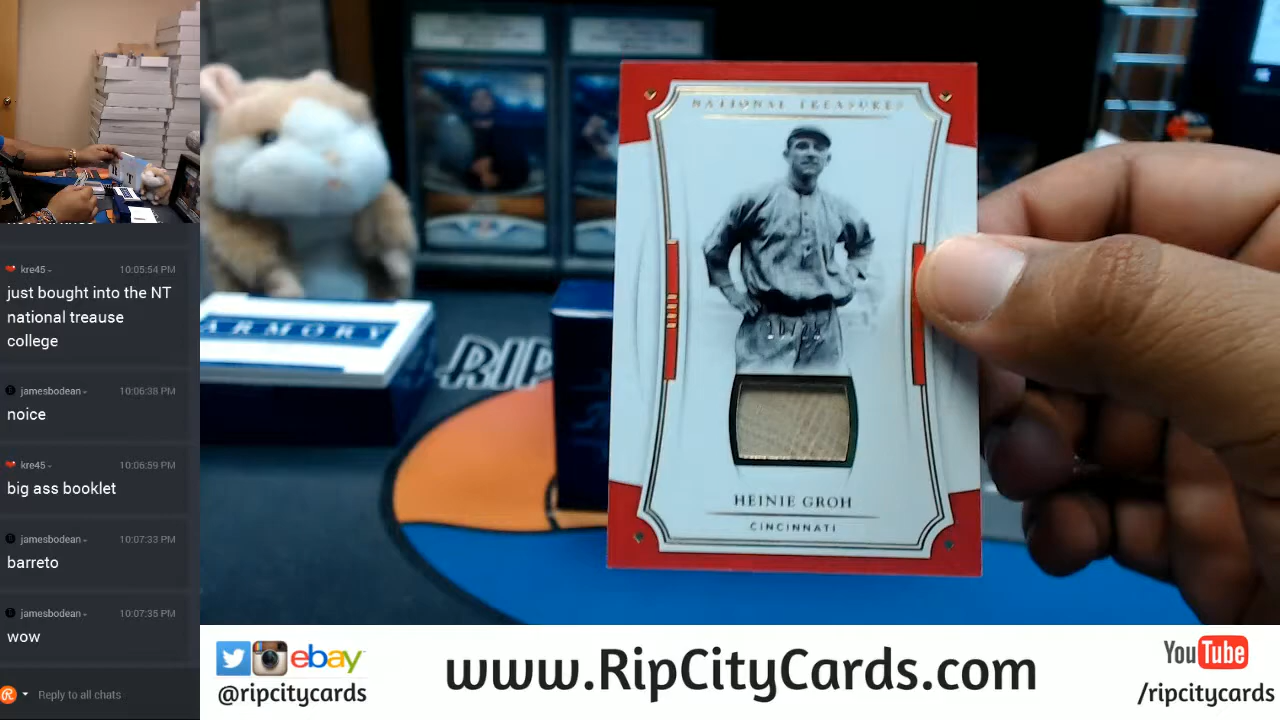 kre45
10:05:54 PM
just bought into the NT
national treause
college
jamesbodean
10:06:38 PM
noice
kre45
10:06:59 PM
big ass booklet
jamesbodean
10:07:33 PM
barreto
jamesbodean
10:07:35 PM
wow
Reply to all chats
ARMORY
RIP
NATIONAL TREASURES
HEINIE GROH
CINCINNATI
ebay
@ripcitycards
www.RipCityCards.com
YouTube
/ripcitycards